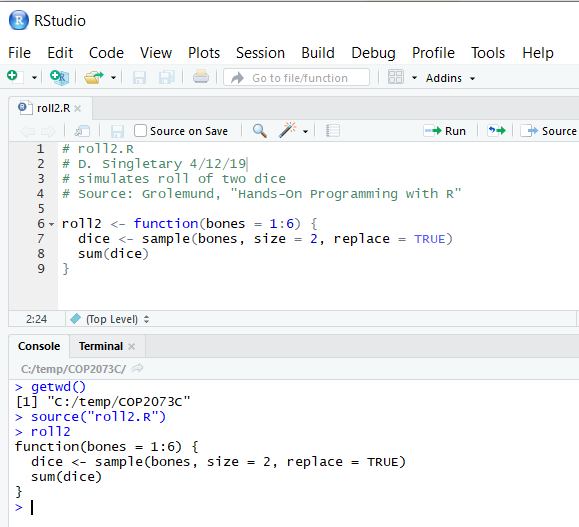 RStudio
File Edit Code View Plots Session Build Debug Profile Tools Help
Go to file/function Addins
roll2.R
Source on Save Run Source
1 # roll2.R
2 # D. Singletary 4/12/19
3 # simulates roll of two dice
4 # Source: Grolemund, "Hands-On Programming with R"
5
6 roll2 <- function(bones = 1:6) {
7   dice <- sample(bones, size = 2, replace = TRUE)
8   sum(dice)
9 }
2:24 (Top Level)
Console Terminal
C:/temp/COP2073C/
> getwd()
[1] "C:/temp/COP2073C"
> source("roll2.R")
> roll2
function(bones = 1:6) {
  dice <- sample(bones, size = 2, replace = TRUE)
  sum(dice)
}
>